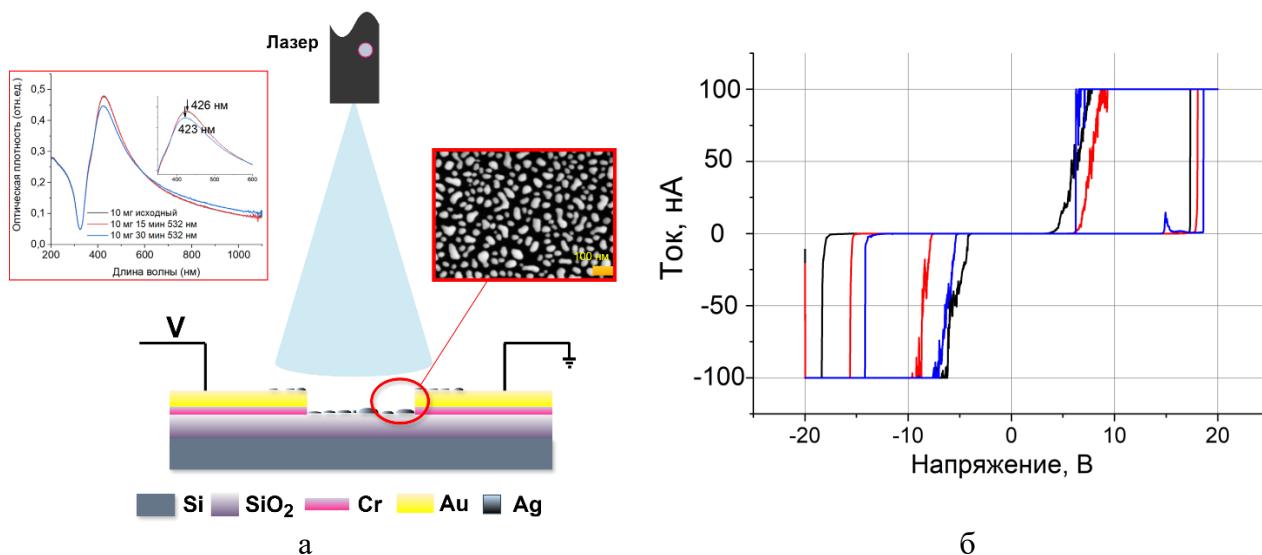 Лазер
Оптическая плотность (отн.ед.)
0,5
0,4
0,3
0,2
0,1
0,0
200 400 600 800 1000
Длина волны (нм)
426 нм
423 нм
400 500 600
10 мг исходный
10 мг 15 мин 532 нм
10 мг 30 мин 532 нм
100 нм
V
Si SiO₂ Cr Au Ag
а
Ток, нА
100
50
0
-50
-100
-20 -10 0 10 20
Напряжение, В
б